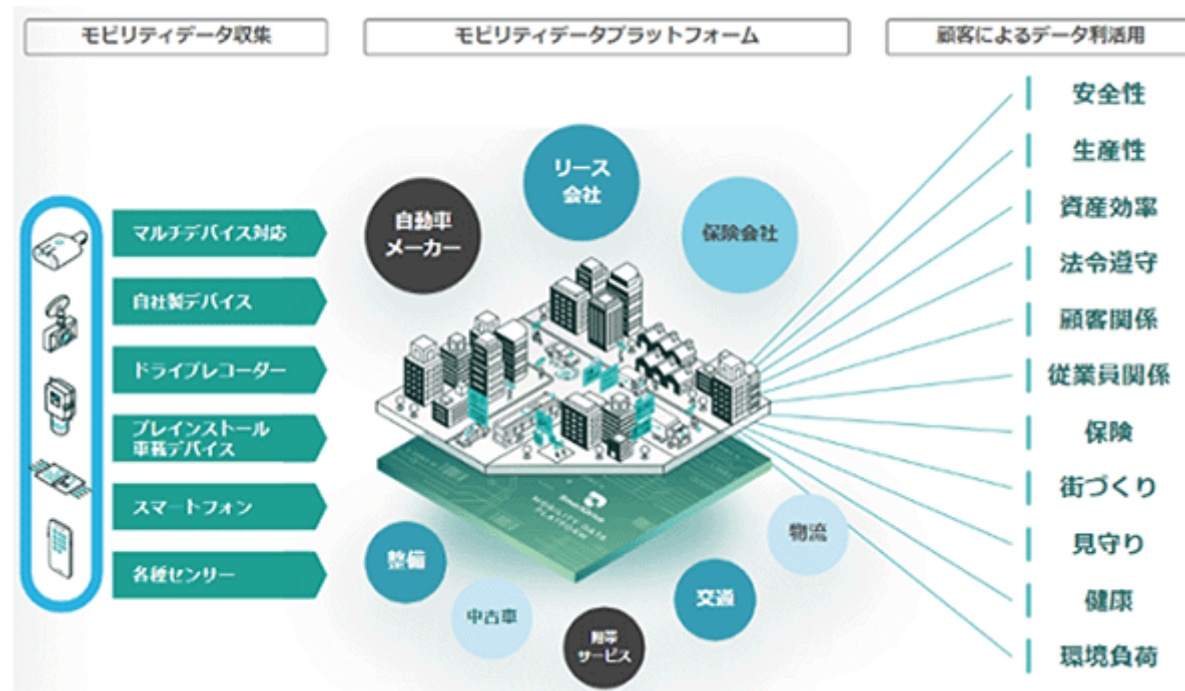 モビリティデータ収集
モビリティデータプラットフォーム
顧客によるデータ利活用
マルチデバイス対応
自社製デバイス
ドライブレコーダー
プレインストール
車載デバイス
スマートフォン
各種センサー
自動車
メーカー
リース
会社
保険会社
MOBILITY DATA
PLATFORM
整備
中古車
サービス
交通
物流
安全性
生産性
資産効率
法令遵守
顧客関係
従業員関係
保険
街づくり
見守り
健康
環境負荷